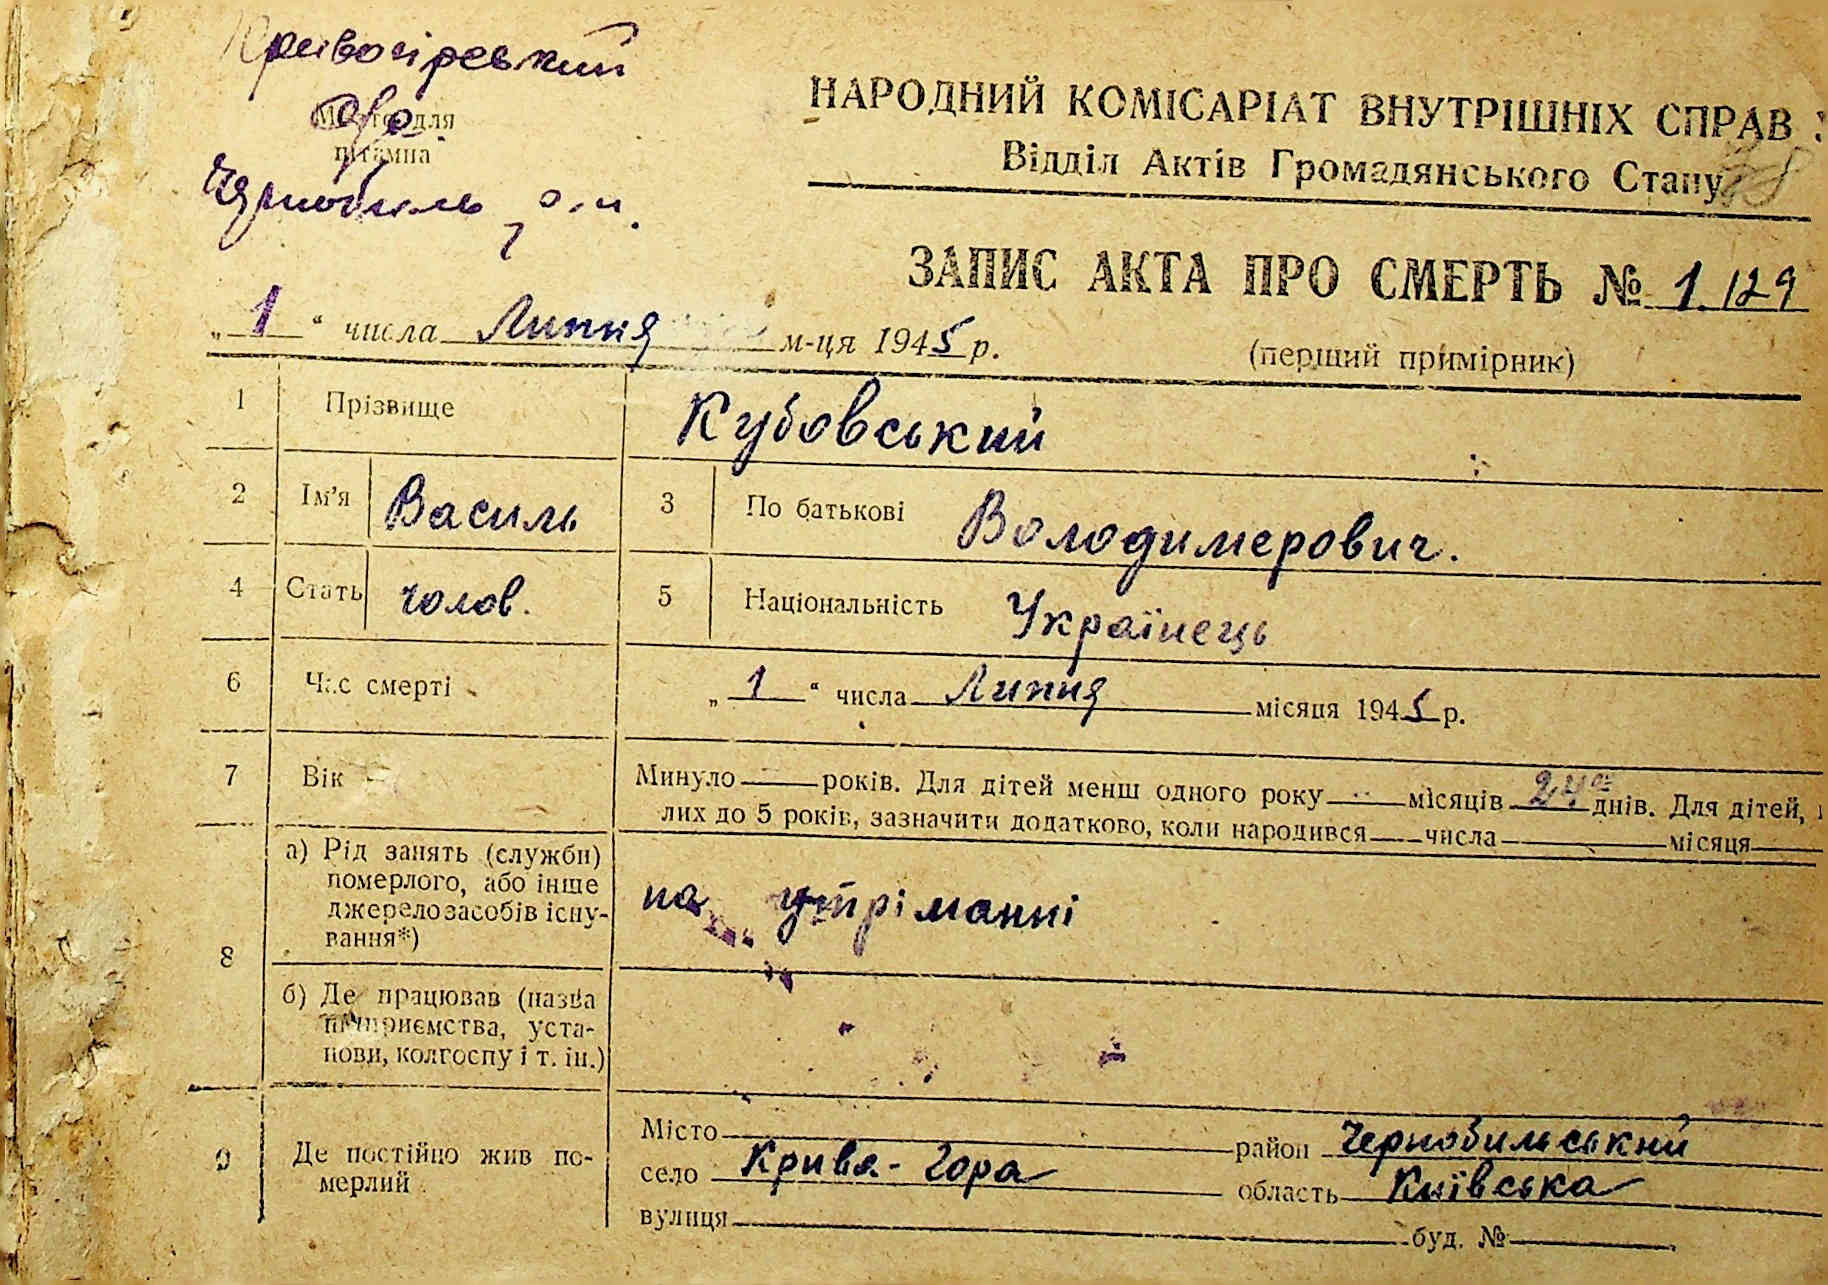 Кривогірський
Місце для
штампа
Чернобиль р.н.
НАРОДНИЙ КОМІСАРІАТ ВНУТРІШНІХ СПРАВ
Відділ Актів Громадянського Стану
ЗАПИС АКТА ПРО СМЕРТЬ № 1.129
„ 1 “ числа Липня м-ця 1945 р.
(перший примірник)
1 Прізвище Кубовський
2 Ім'я Василь 3 По батькові Володимерович.
4 Стать чолов. 5 Національність Українець
6 Час смерті „ 1 “ числа Липня місяця 1945 р.
7 Вік Минуло — років. Для дітей менш одного року — місяців 24 днів. Для дітей,
лих до 5 років, зазначити додатково, коли народився — числа — місяця
8 а) Рід занять (служби)
померлого, або інше
джерело засобів існу-
вання*)
на утріманні
б) Де працював (назва
підприємства, уста-
нови, колгоспу і т. ін.)
9 Де постійно жив по-
мерлий
Місто район Чернобильський
село Крива-Гора область Київська
вулиця буд. №